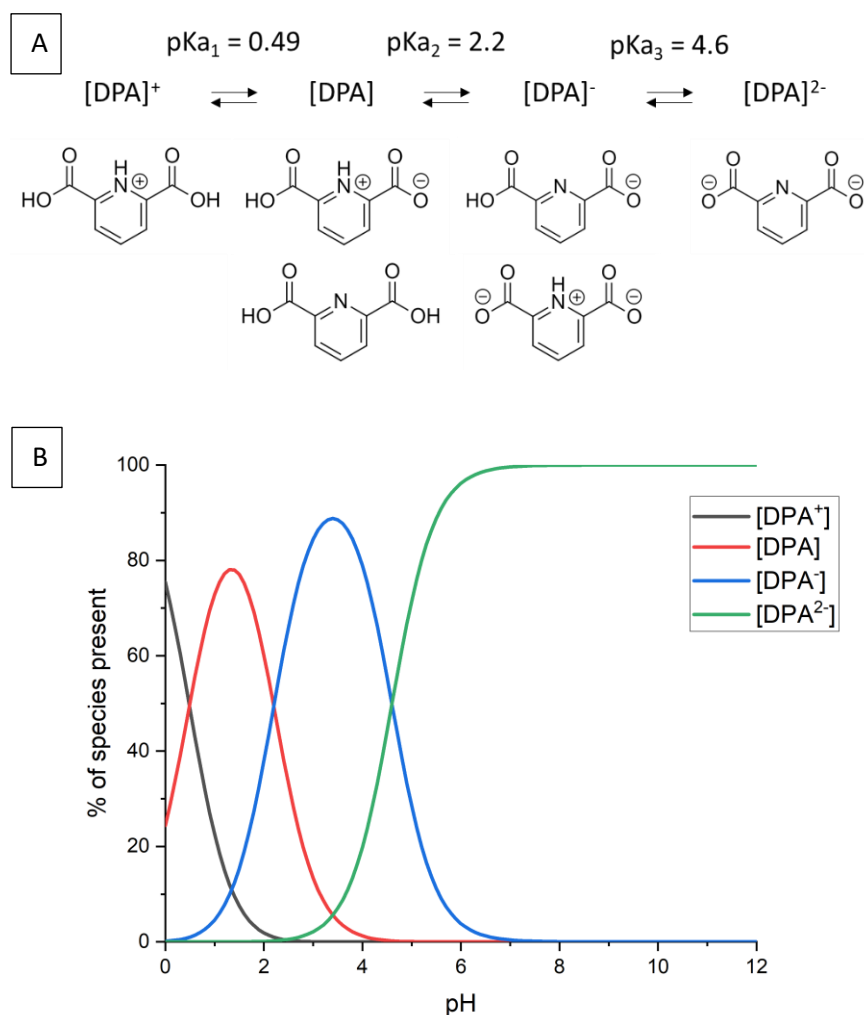 A
pKa₁ = 0.49 pKa₂ = 2.2 pKa₃ = 4.6
[DPA]⁺ [DPA] [DPA]⁻ [DPA]²⁻
O H O O H O O O O O
HO N ⊕ OH HO N ⊕ O ⊖ HO N O ⊖ ⊖ O N O ⊖
O O O H O
HO N OH ⊖ O N ⊕ O ⊖
B
% of species present
100
80
60
40
20
0
0 2 4 6 8 10 12
pH
[DPA⁺]
[DPA]
[DPA⁻]
[DPA²⁻]